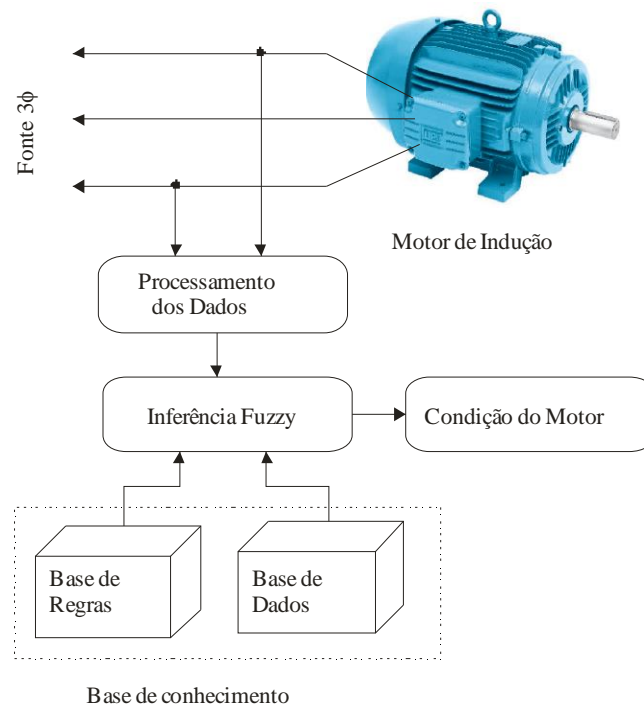 Fonte 3ϕ
Motor de Indução
Processamento
dos Dados
Inferência Fuzzy
Condição do Motor
Base de
Regras
Base de
Dados
Base de conhecimento